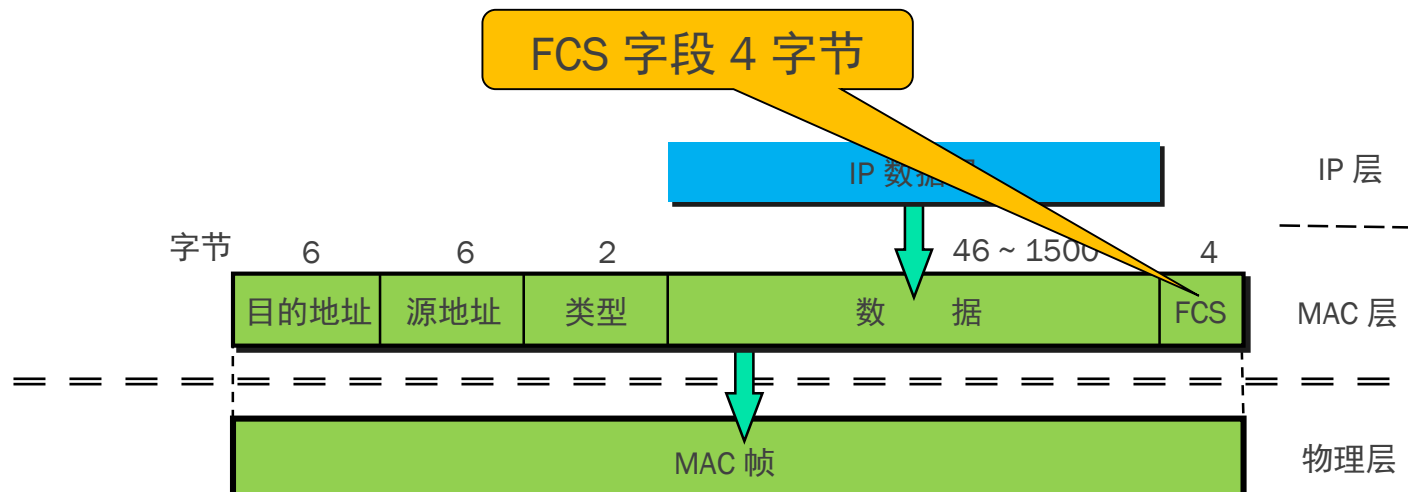 FCS 字段 4 字节
IP 数据
IP 层
字节 6 6 2 46 ~ 1500 4
目的地址 源地址 类型 数 据 FCS
MAC 层
MAC 帧
物理层